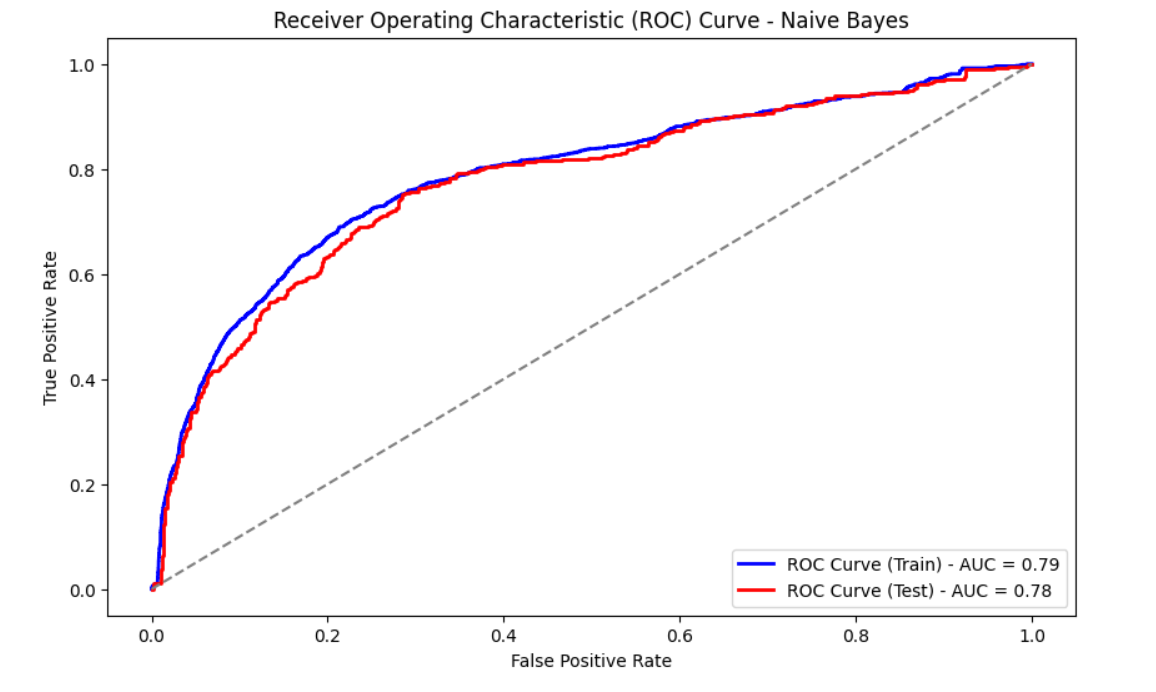 Receiver Operating Characteristic (ROC) Curve - Naive Bayes
1.0
0.8
0.6
0.4
0.2
0.0
True Positive Rate
ROC Curve (Train) - AUC = 0.79
ROC Curve (Test) - AUC = 0.78
0.0 0.2 0.4 0.6 0.8 1.0
False Positive Rate